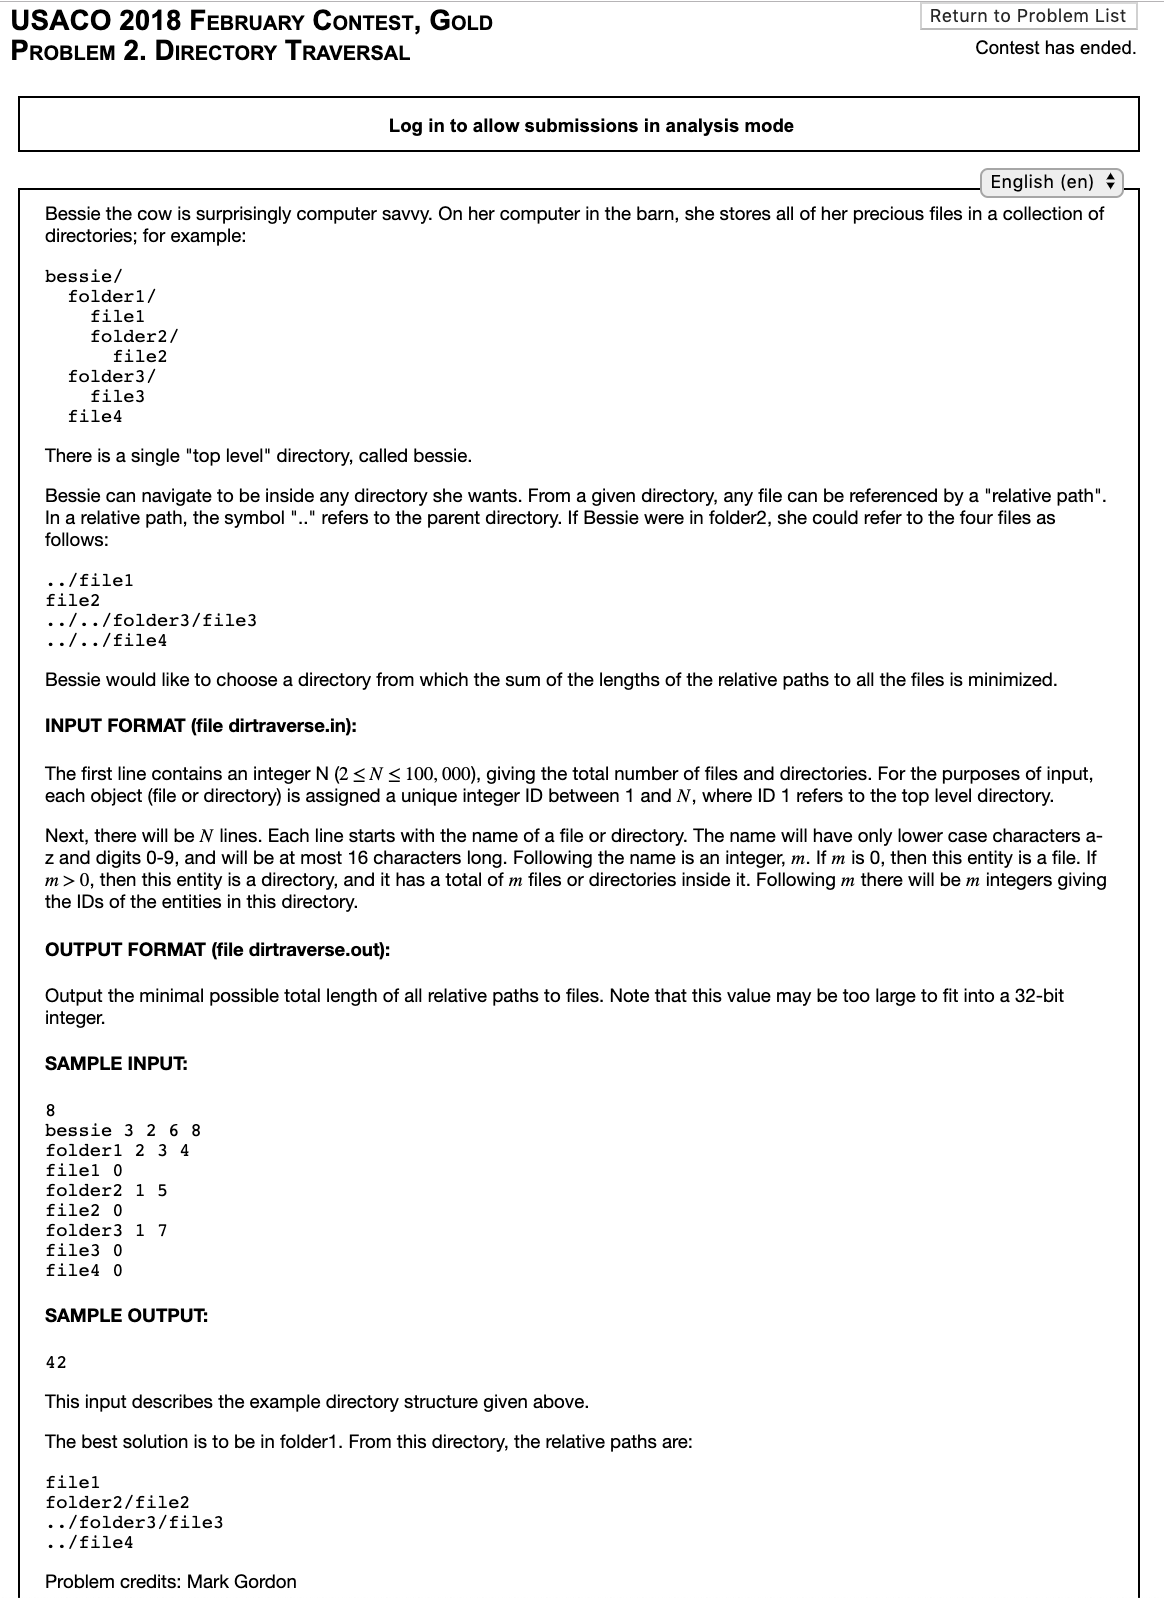 USACO 2018 FEBRUARY CONTEST, GOLD
PROBLEM 2. DIRECTORY TRAVERSAL
Return to Problem List
Contest has ended.
Log in to allow submissions in analysis mode
English (en)
Bessie the cow is surprisingly computer savvy. On her computer in the barn, she stores all of her precious files in a collection of
directories; for example:
bessie/
  folder1/
    file1
    folder2/
      file2
  folder3/
    file3
  file4
There is a single "top level" directory, called bessie.
Bessie can navigate to be inside any directory she wants. From a given directory, any file can be referenced by a "relative path".
In a relative path, the symbol ".." refers to the parent directory. If Bessie were in folder2, she could refer to the four files as
follows:
../file1
file2
../../folder3/file3
../../file4
Bessie would like to choose a directory from which the sum of the lengths of the relative paths to all the files is minimized.
INPUT FORMAT (file dirtraverse.in):
The first line contains an integer N (2 ≤ N ≤ 100, 000), giving the total number of files and directories. For the purposes of input,
each object (file or directory) is assigned a unique integer ID between 1 and N, where ID 1 refers to the top level directory.
Next, there will be N lines. Each line starts with the name of a file or directory. The name will have only lower case characters a-
z and digits 0-9, and will be at most 16 characters long. Following the name is an integer, m. If m is 0, then this entity is a file. If
m > 0, then this entity is a directory, and it has a total of m files or directories inside it. Following m there will be m integers giving
the IDs of the entities in this directory.
OUTPUT FORMAT (file dirtraverse.out):
Output the minimal possible total length of all relative paths to files. Note that this value may be too large to fit into a 32-bit
integer.
SAMPLE INPUT:
8
bessie 3 2 6 8
folder1 2 3 4
file1 0
folder2 1 5
file2 0
folder3 1 7
file3 0
file4 0
SAMPLE OUTPUT:
42
This input describes the example directory structure given above.
The best solution is to be in folder1. From this directory, the relative paths are:
file1
folder2/file2
../folder3/file3
../file4
Problem credits: Mark Gordon